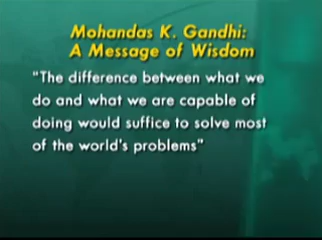 Mohandas K. Gandhi:
A Message of Wisdom
"The difference between what we
do and what we are capable of
doing would suffice to solve most
of the world's problems"